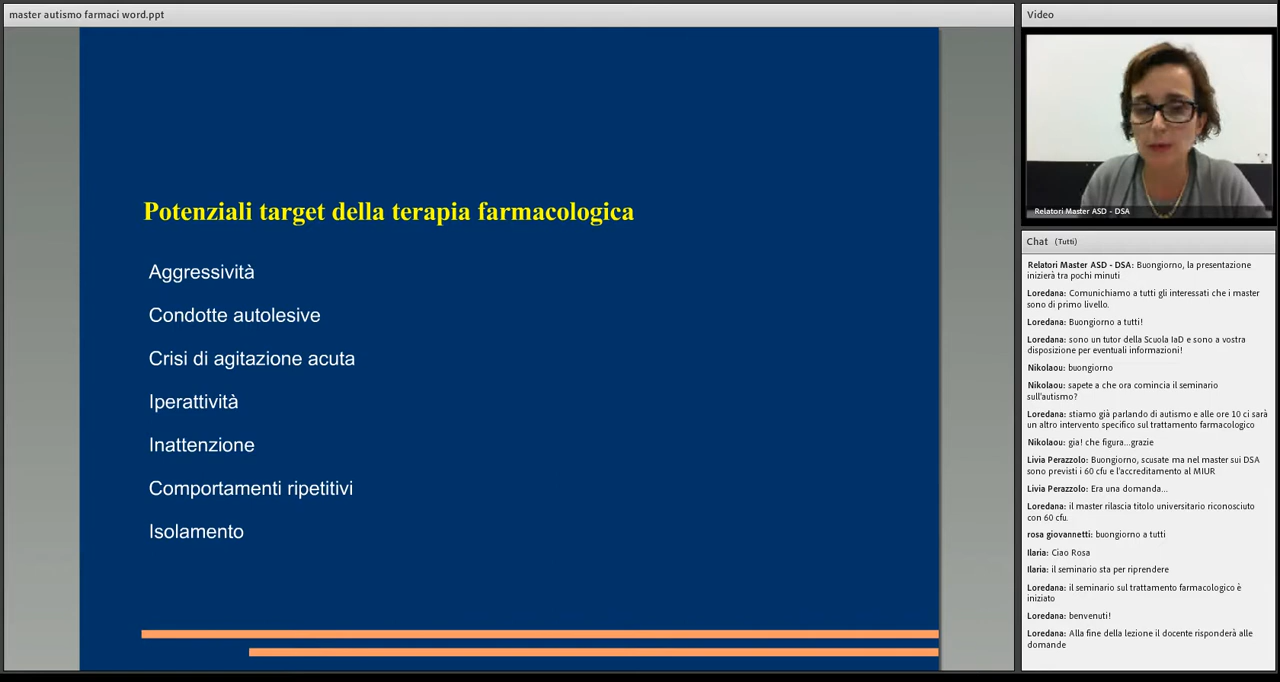 master autismo farmaci word.ppt
Potenziali target della terapia farmacologica
Aggressività
Condotte autolesive
Crisi di agitazione acuta
Iperattività
Inattenzione
Comportamenti ripetitivi
Isolamento
Video
Relatori Master ASD - DSA
Chat (Tutti)
Relatori Master ASD - DSA: Buongiorno, la presentazione
inizierà tra pochi minuti
Loredana: Comunichiamo a tutti gli interessati che i master
sono di primo livello.
Loredana: Buongiorno a tutti!
Loredana: sono un tutor della Scuola IaD e sono a vostra
disposizione per eventuali informazioni!
Nikolaou: buongiorno
Nikolaou: sapete a che ora comincia il seminario
sull'autismo?
Loredana: stiamo già parlando di autismo e alle ore 10 ci sarà
un altro intervento specifico sul trattamento farmacologico
Nikolaou: gia! che figura...grazie
Livia Perazzolo: Buongiorno, scusate ma nel master sui DSA
sono previsti i 60 cfu e l'accreditamento al MIUR
Livia Perazzolo: Era una domanda...
Loredana: il master rilascia titolo universitario riconosciuto
con 60 cfu.
rosa giovannetti: buongiorno a tutti
Ilaria: Ciao Rosa
Ilaria: il seminario sta per riprendere
Loredana: il seminario sul trattamento farmacologico è
iniziato
Loredana: benvenuti!
Loredana: Alla fine della lezione il docente risponderà alle
domande